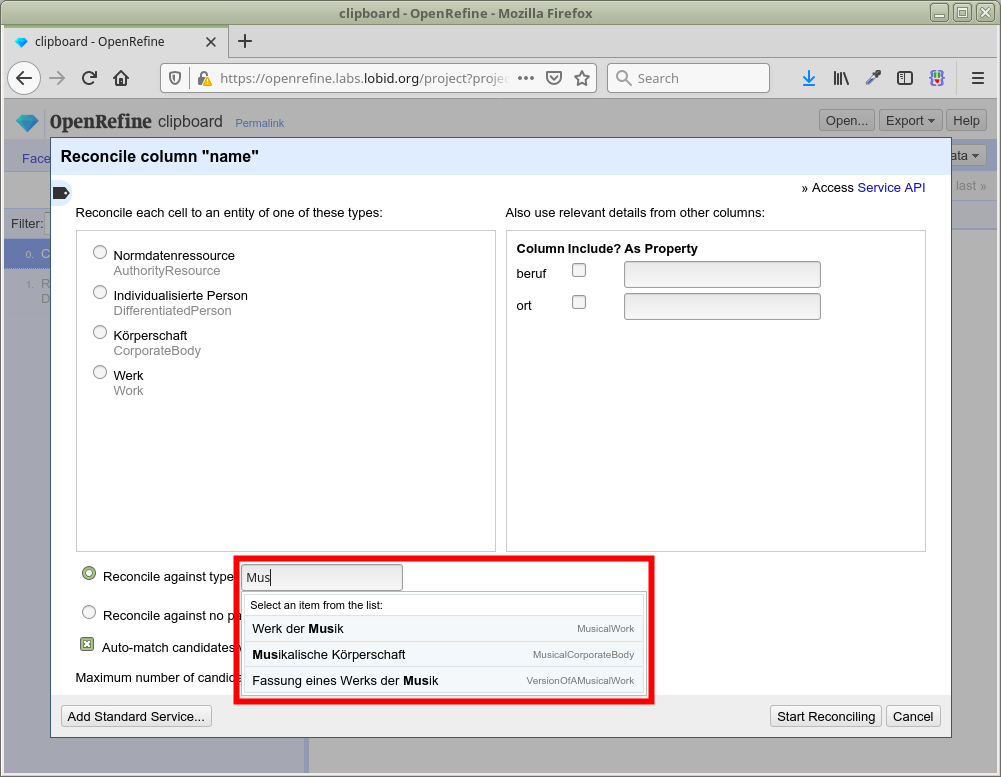 clipboard - OpenRefine - Mozilla Firefox
clipboard - OpenRefine
https://openrefine.labs.lobid.org/project?projec
Search
OpenRefine clipboard Permalink
Open... Export Help
Face
ata
last »
Filter:
0. C
1. R
D
Reconcile column "name"
» Access Service API
Reconcile each cell to an entity of one of these types:
Normdatenressource
AuthorityResource
Individualisierte Person
DifferentiatedPerson
Körperschaft
CorporateBody
Werk
Work
Also use relevant details from other columns:
Column Include? As Property
beruf
ort
Reconcile against type
Mus
Reconcile against no pa
Auto-match candidates
Maximum number of candida
Select an item from the list:
Werk der Musik MusicalWork
Musikalische Körperschaft MusicalCorporateBody
Fassung eines Werks der Musik VersionOfAMusicalWork
Add Standard Service...
Start Reconciling Cancel